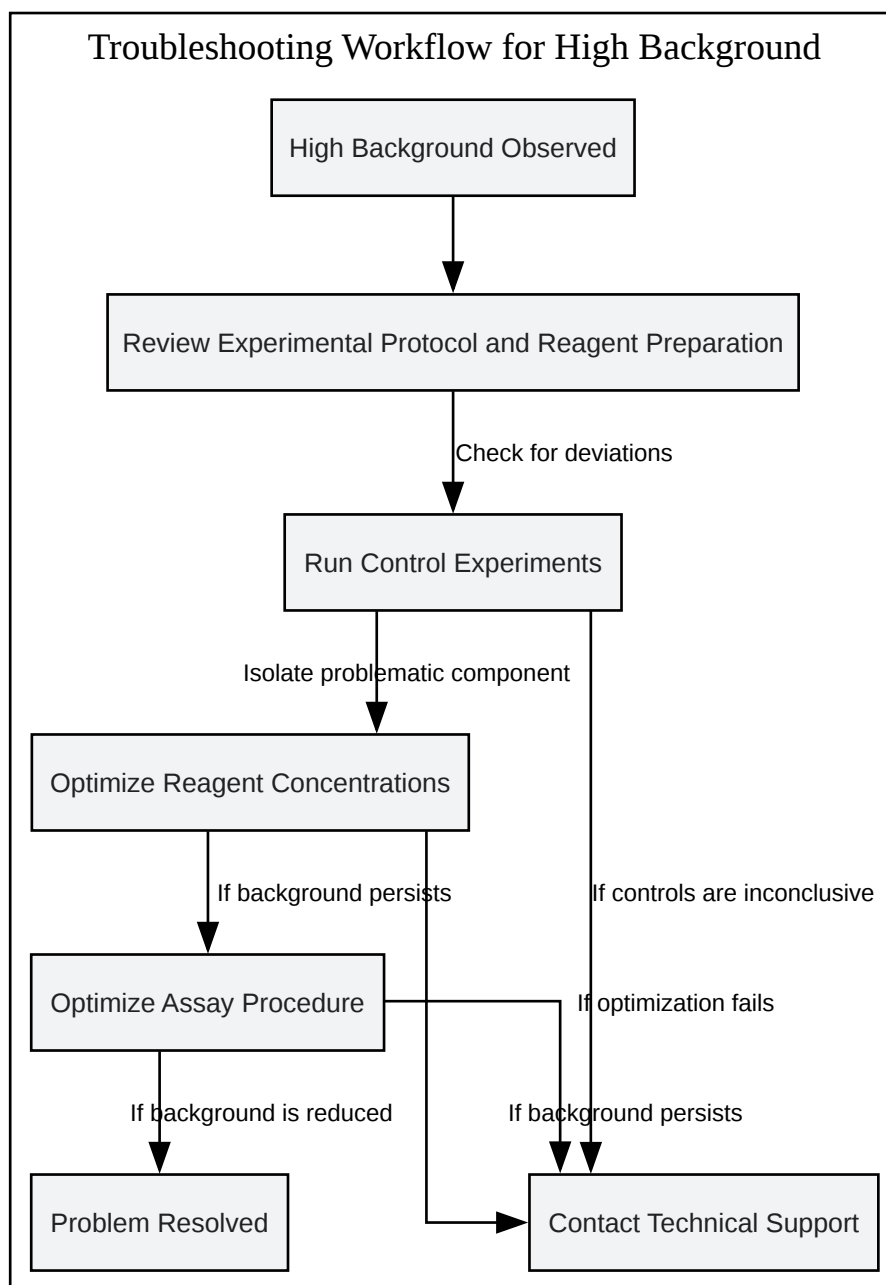 Troubleshooting Workflow for High Background
High Background Observed
Review Experimental Protocol and Reagent Preparation
Check for deviations
Run Control Experiments
Isolate problematic component
Optimize Reagent Concentrations
If background persists
If controls are inconclusive
Optimize Assay Procedure
If optimization fails
If background is reduced
If background persists
Problem Resolved
Contact Technical Support